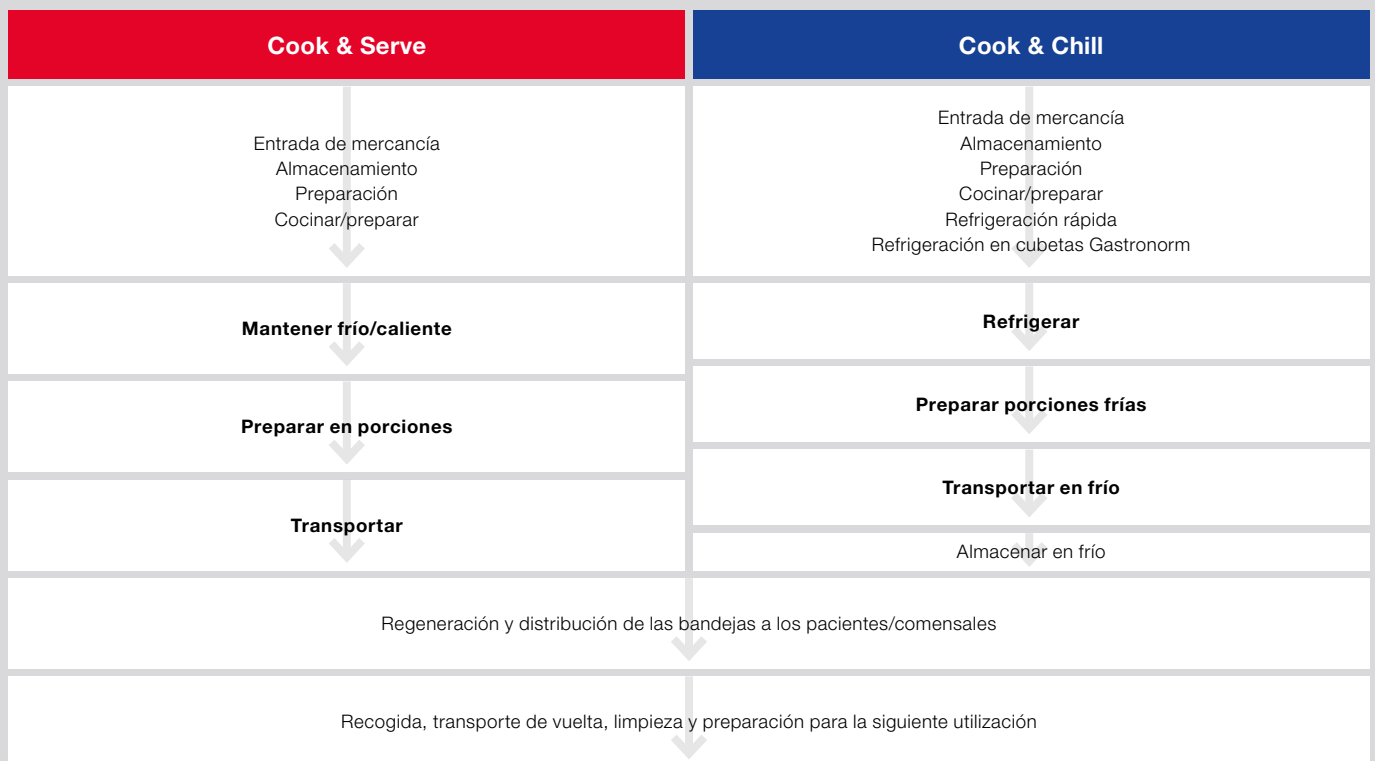 Cook & Serve
Entrada de mercancía
Almacenamiento
Preparación
Cocinar/preparar
Mantener frío/caliente
Preparar en porciones
Transportar
Cook & Chill
Entrada de mercancía
Almacenamiento
Preparación
Cocinar/preparar
Refrigeración rápida
Refrigeración en cubetas Gastronorm
Refrigerar
Preparar porciones frías
Transportar en frío
Almacenar en frío
Regeneración y distribución de las bandejas a los pacientes/comensales
Recogida, transporte de vuelta, limpieza y preparación para la siguiente utilización